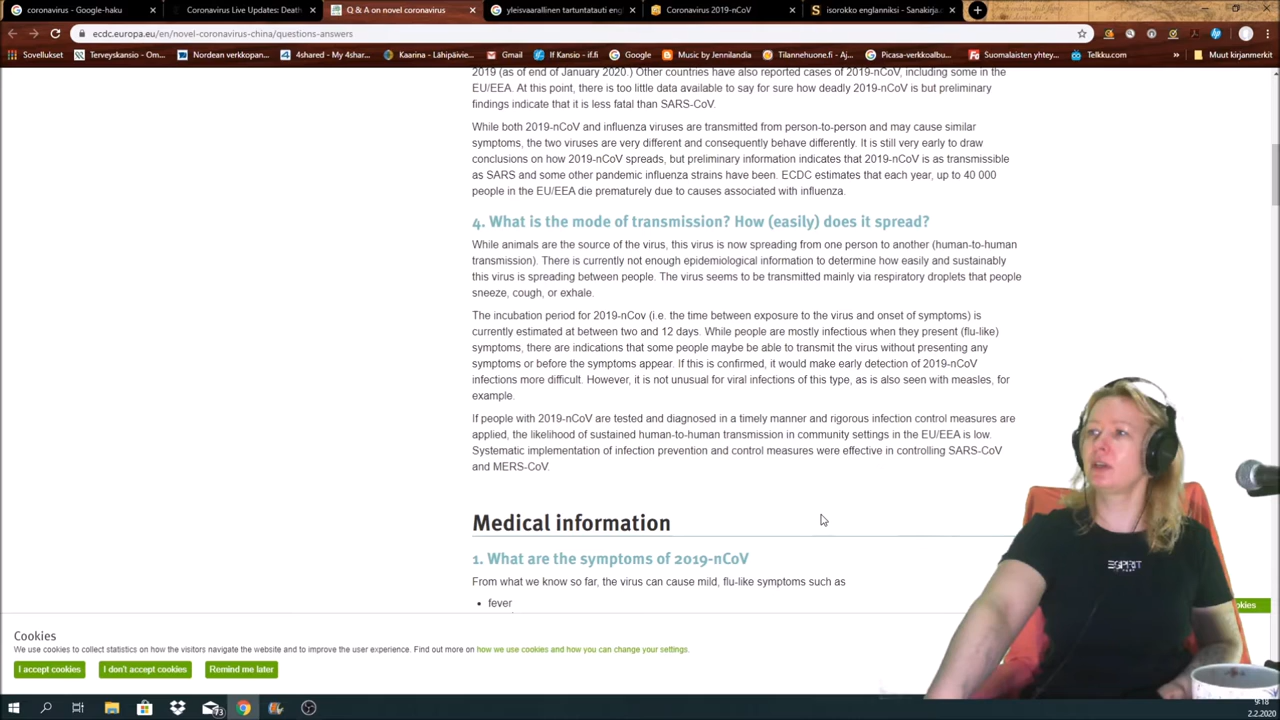 coronavirus - Google-haku
Coronavirus Live Updates: Death
Q & A on novel coronavirus
yleisvaarallinen tartuntatauti eng
Coronavirus 2019-nCoV
isorokko englanniksi - Sanakirja.o
ecdc.europa.eu/en/novel-coronavirus-china/questions-answers
Sovellukset
Terveyskansio - Om...
Nordean verkkopan...
4shared - My 4shar...
Kaarina - Lähipalvie...
Gmail
If Kansio - if.fi
Google
Music by Jennilandia
Tilannehuone.fi - Aj...
Picasa-verkkoalbu...
Suomalaisten yhtey...
Telkku.com
Muut kirjanmerkit
2019 (as of end of January 2020.) Other countries have also reported cases of 2019-nCoV, including some in the
EU/EEA. At this point, there is too little data available to say for sure how deadly 2019-nCoV is but preliminary
findings indicate that it is less fatal than SARS-CoV.
While both 2019-nCoV and influenza viruses are transmitted from person-to-person and may cause similar
symptoms, the two viruses are very different and consequently behave differently. It is still very early to draw
conclusions on how 2019-nCoV spreads, but preliminary information indicates that 2019-nCoV is as transmissible
as SARS and some other pandemic influenza strains have been. ECDC estimates that each year, up to 40 000
people in the EU/EEA die prematurely due to causes associated with influenza.
4. What is the mode of transmission? How (easily) does it spread?
While animals are the source of the virus, this virus is now spreading from one person to another (human-to-human
transmission). There is currently not enough epidemiological information to determine how easily and sustainably
this virus is spreading between people. The virus seems to be transmitted mainly via respiratory droplets that people
sneeze, cough, or exhale.
The incubation period for 2019-nCov (i.e. the time between exposure to the virus and onset of symptoms) is
currently estimated at between two and 12 days. While people are mostly infectious when they present (flu-like)
symptoms, there are indications that some people maybe be able to transmit the virus without presenting any
symptoms or before the symptoms appear. If this is confirmed, it would make early detection of 2019-nCoV
infections more difficult. However, it is not unusual for viral infections of this type, as is also seen with measles, for
example.
If people with 2019-nCoV are tested and diagnosed in a timely manner and rigorous infection control measures are
applied, the likelihood of sustained human-to-human transmission in community settings in the EU/EEA is low.
Systematic implementation of infection prevention and control measures were effective in controlling SARS-CoV
and MERS-CoV.
Medical information
1. What are the symptoms of 2019-nCoV
From what we know so far, the virus can cause mild, flu-like symptoms such as
• fever
ESPRIT
okies
Cookies
We use cookies to collect statistics on how the visitors navigate the website and to improve the user experience. Find out more on how we use cookies and how you can change your settings.
I accept cookies
I don't accept cookies
Remind me later
73
9:18
2.2.2020